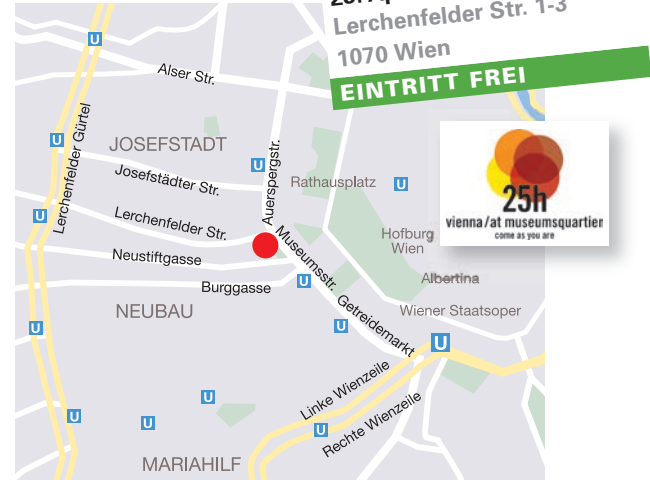 Lerchenfelder Str. 1-3
1070 Wien
EINTRITT FREI
U
Alser Str.
Lerchenfelder Gürtel
U
U
JOSEFSTADT
Josefstädter Str.
U
Auerspergstr.
Rathausplatz
U
25h
vienna/at museumsquartier
come as you are
U
Lerchenfelder Str.
Museumsstr.
Hofburg
Wien
Neustiftgasse
U
Burggasse
U
Albertina
Getreidemarkt
NEUBAU
Wiener Staatsoper
U
U
U
Linke Wienzeile
Rechte Wienzeile
U
U
U
U
MARIAHILF